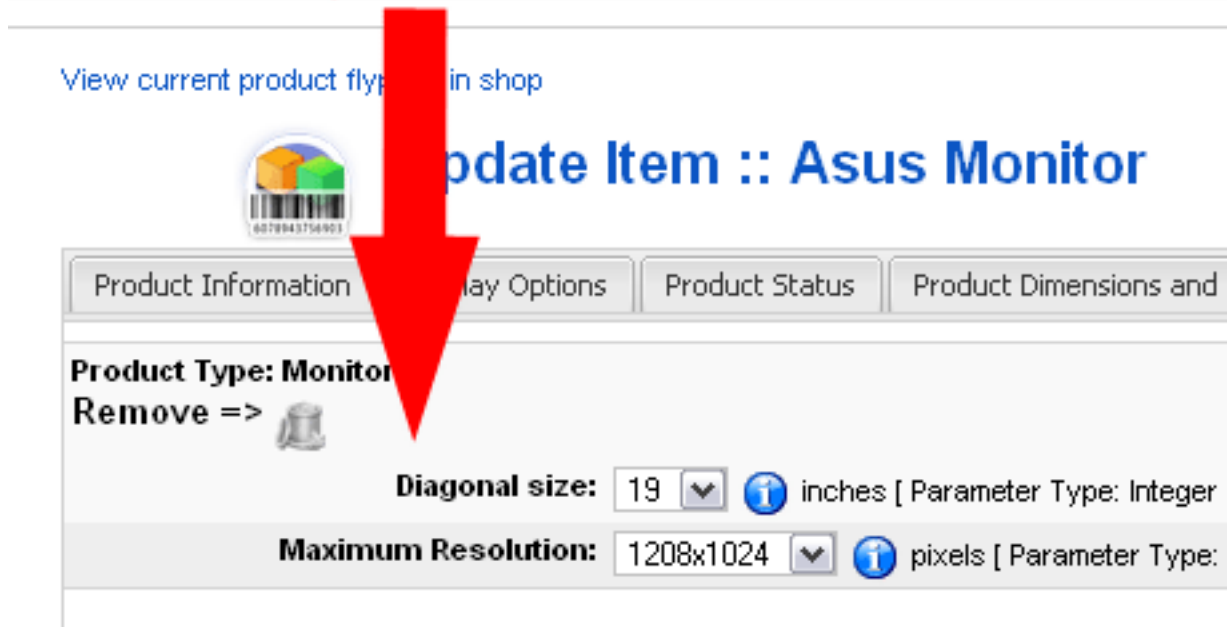 View current product flyp in shop
pdate Item :: Asus Monitor
Product Information lay Options Product Status Product Dimensions and
Product Type: Monitor
Remove =>
Diagonal size: 19 inches [ Parameter Type: Integer
Maximum Resolution: 1208x1024 pixels [ Parameter Type: